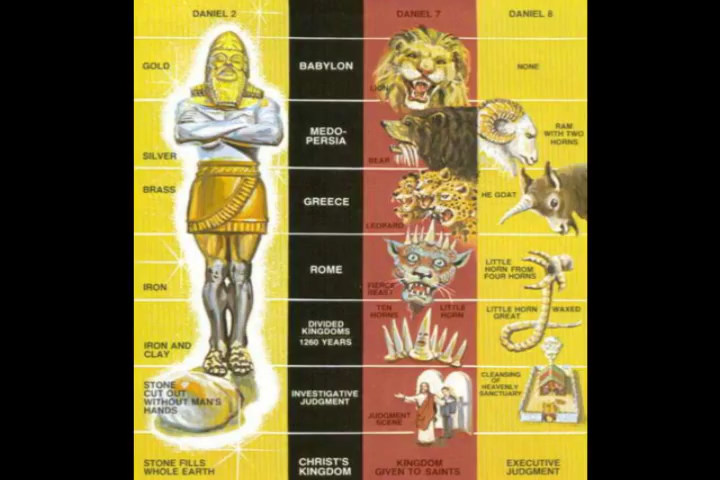 DANIEL 2
DANIEL 7
DANIEL 8
GOLD
BABYLON
LION
NONE
SILVER
MEDO-
PERSIA
BEAR
RAM
WITH TWO
HORNS
BRASS
GREECE
LEOPARD
HE GOAT
IRON
ROME
FIERCE
BEAST
LITTLE
HORN FROM
FOUR HORNS
IRON AND
CLAY
DIVIDED
KINGDOMS
1260 YEARS
TEN
HORNS
LITTLE
HORN
LITTLE HORN WAXED
GREAT
STONE
CUT OUT
WITHOUT MAN'S
HANDS
INVESTIGATIVE
JUDGMENT
JUDGMENT
SCENE
CLEANSING
OF
HEAVENLY
SANCTUARY
STONE FILLS
WHOLE EARTH
CHRIST'S
KINGDOM
KINGDOM
GIVEN TO SAINTS
EXECUTIVE
JUDGMENT